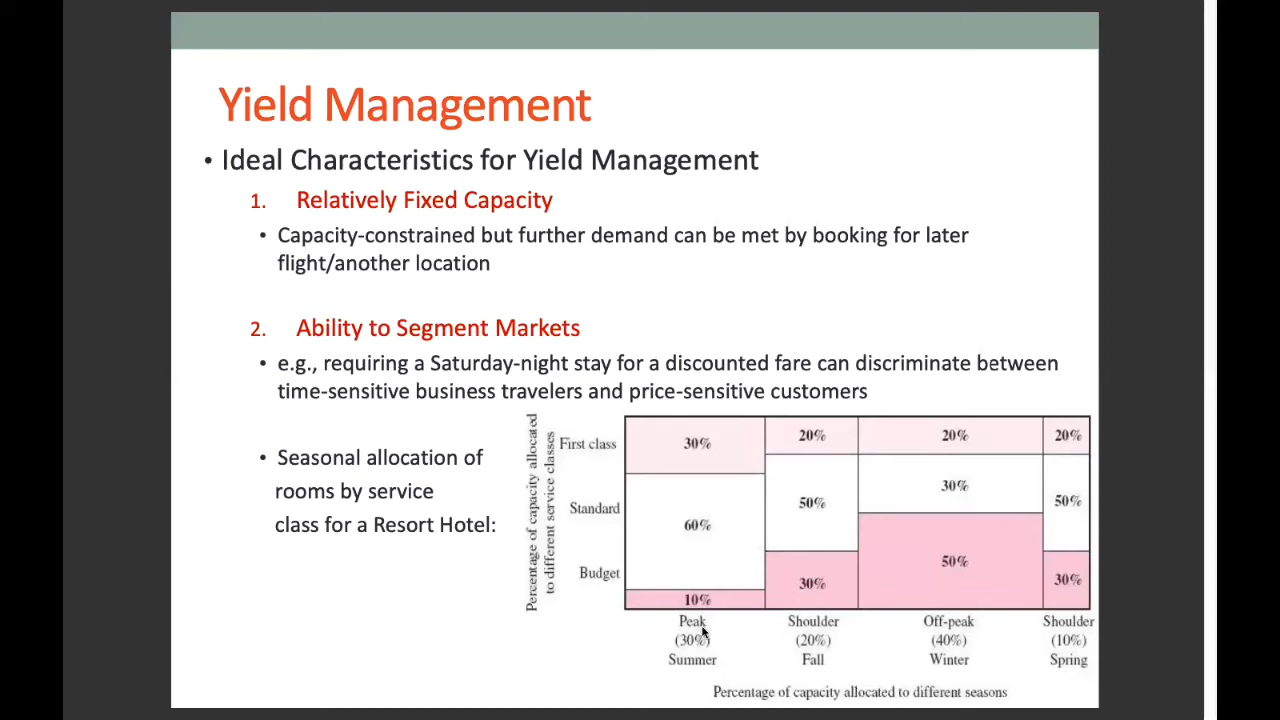 Yield Management
• Ideal Characteristics for Yield Management
1. Relatively Fixed Capacity
• Capacity-constrained but further demand can be met by booking for later
flight/another location
2. Ability to Segment Markets
• e.g., requiring a Saturday-night stay for a discounted fare can discriminate between
time-sensitive business travelers and price-sensitive customers
• Seasonal allocation of
rooms by service
class for a Resort Hotel:
Percentage of capacity allocated
to different service classes
First class
Standard
Budget
30% 20% 20% 20%
60% 50% 30% 50%
10% 30% 50% 30%
Peak Shoulder Off-peak Shoulder
(30%) (20%) (40%) (10%)
Summer Fall Winter Spring
Percentage of capacity allocated to different seasons